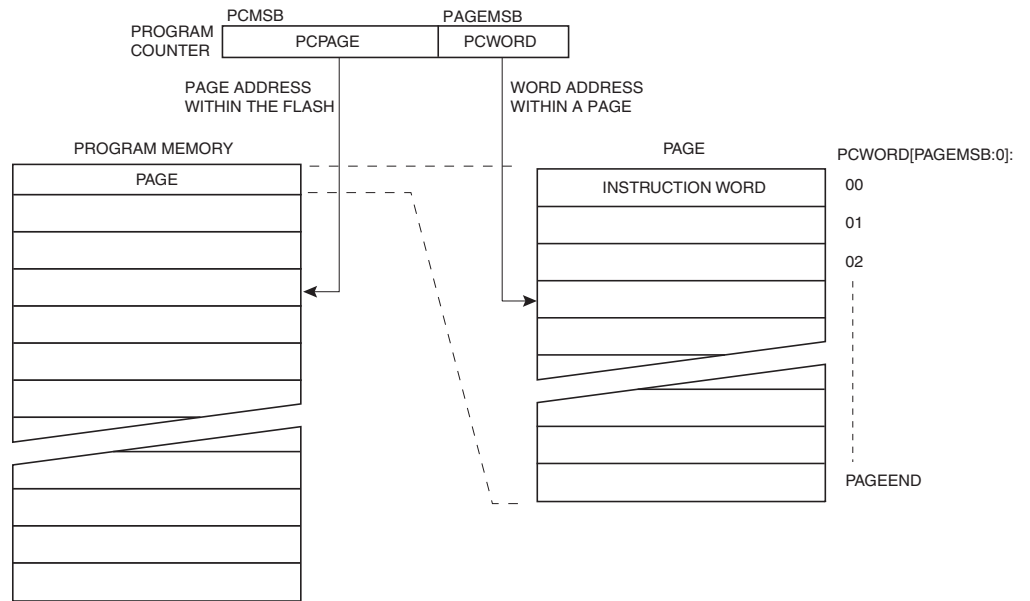 PCMSB
PAGEMSB
PROGRAM
COUNTER
PCPAGE
PCWORD
PAGE ADDRESS
WITHIN THE FLASH
WORD ADDRESS
WITHIN A PAGE
PROGRAM MEMORY
PAGE
PAGE
PCWORD[PAGEMSB:0]:
INSTRUCTION WORD
00
01
02
PAGEEND